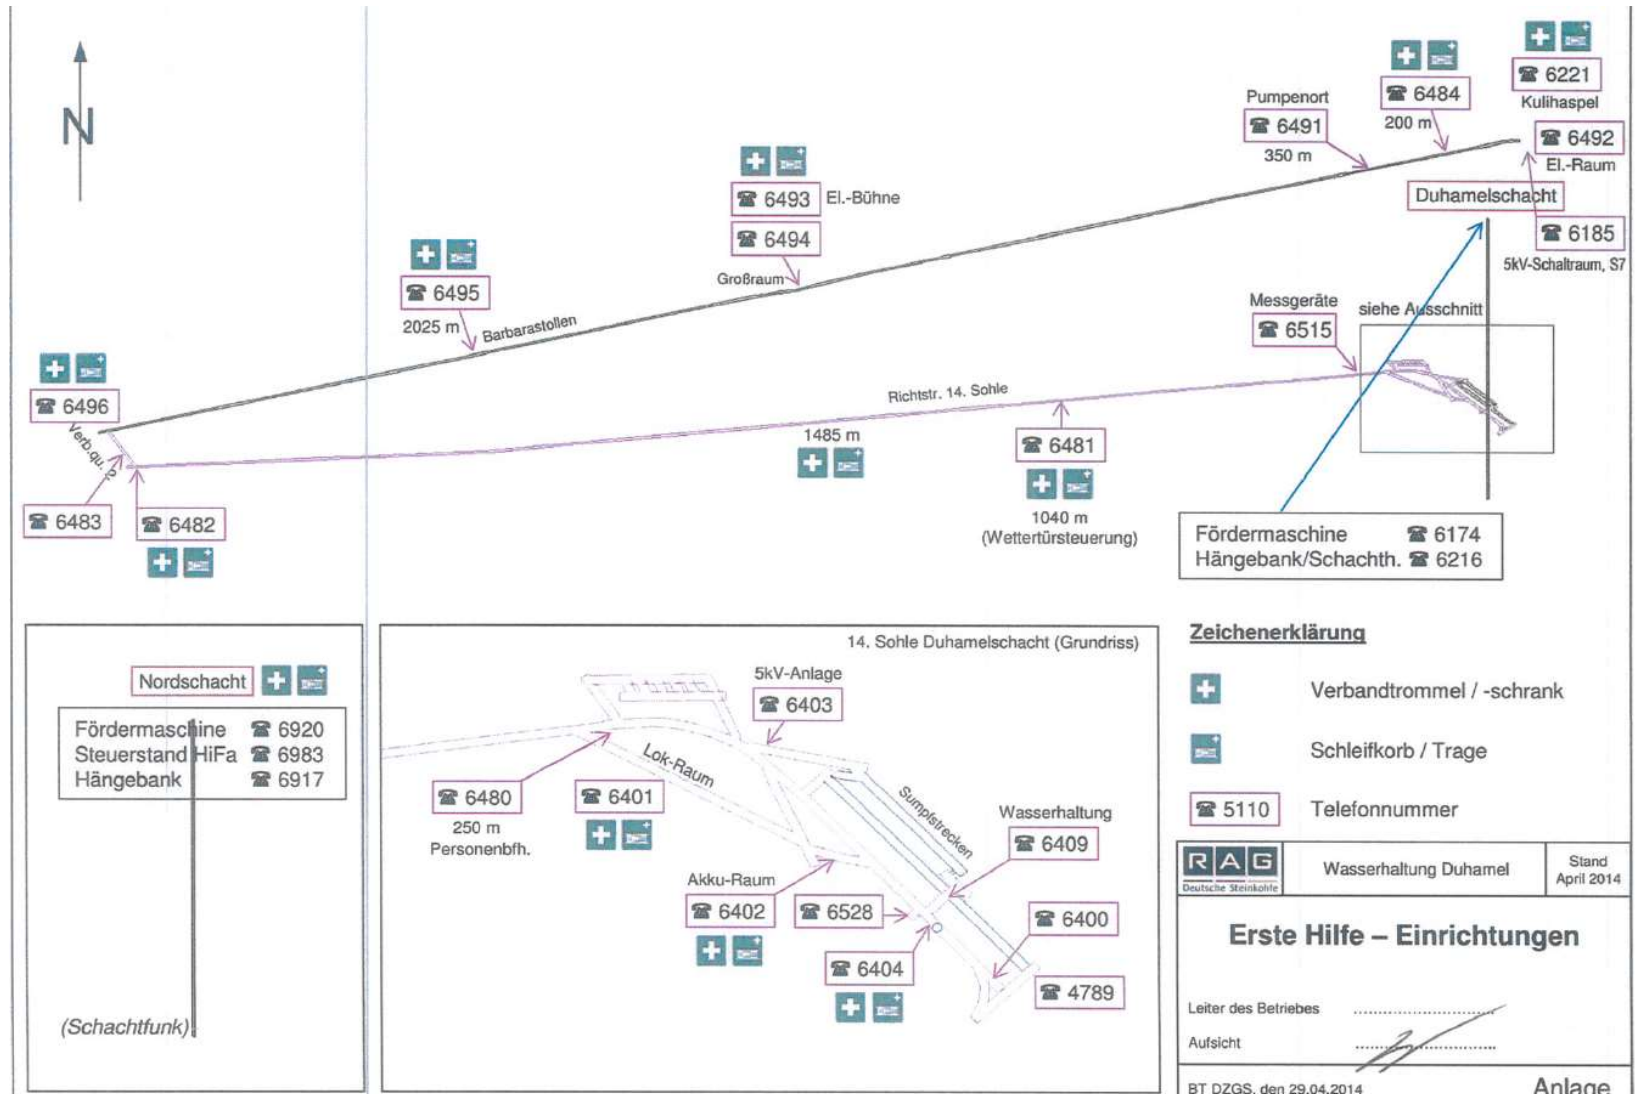 N
6221
Kulihaspel
6484
200 m
Pumpenort
6491
350 m
6492
El.-Raum
Duhamelschacht
6185
5kV-Schaltraum, S7
6493 El.-Bühne
6494
Großraum
6495
2025 m
Barbarastollen
Messgeräte
6515
siehe Ausschnitt
6496
Verb.qu. 2
Richtstr. 14. Sohle
1485 m
6481
1040 m
(Wettertürsteuerung)
6483
6482
Fördermaschine 6174
Hängebank/Schachth. 6216
Nordschacht
Fördermaschine 6920
Steuerstand HiFa 6983
Hängebank 6917
(Schachtfunk)
14. Sohle Duhamelschacht (Grundriss)
5kV-Anlage
6403
Lok-Raum
6480
250 m
Personenbfh.
6401
Sumpfstrecken
Wasserhaltung
6409
Akku-Raum
6402
6528
6400
6404
4789
Zeichenerklärung
Verbandtrommel / -schrank
Schleifkorb / Trage
5110 Telefonnummer
RAG
Deutsche Steinkohle
Wasserhaltung Duhamel
Stand
April 2014
Erste Hilfe – Einrichtungen
Leiter des Betriebes
Aufsicht
BT DZGS, den 29.04.2014
Anlage